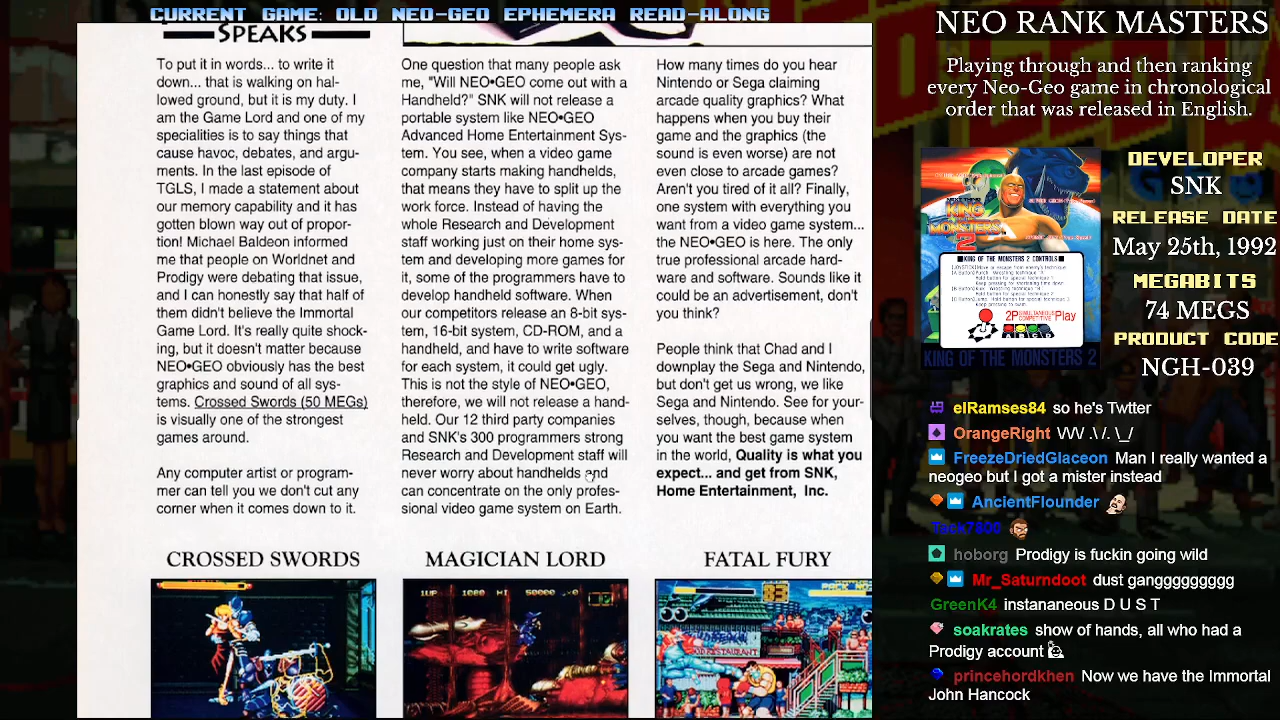 CURRENT GAME: OLD NEO-GEO EPHEMERA READ-ALONG
SPEAKS
To put it in words... to write it
down... that is walking on hal-
lowed ground, but it is my duty. I
am the Game Lord and one of my
specialities is to say things that
cause havoc, debates, and argu-
ments. In the last episode of
TGLS, I made a statement about
our memory capability and it has
gotten blown way out of propor-
tion! Michael Baldeon informed
me that people on Worldnet and
Prodigy were debating that issue,
and I can honestly say that half of
them didn't believe the Immortal
Game Lord. It's really quite shock-
ing, but it doesn't matter because
NEO•GEO obviously has the best
graphics and sound of all sys-
tems. Crossed Swords (50 MEGs)
is visually one of the strongest
games around.
Any computer artist or program-
mer can tell you we don't cut any
corner when it comes down to it.
One question that many people ask
me, "Will NEO•GEO come out with a
Handheld?" SNK will not release a
portable system like NEO•GEO
Advanced Home Entertainment Sys-
tem. You see, when a video game
company starts making handhelds,
that means they have to split up the
work force. Instead of having the
whole Research and Development
staff working just on their home sys-
tem and developing more games for
it, some of the programmers have to
develop handheld software. When
our competitors release an 8-bit sys-
tem, 16-bit system, CD-ROM, and a
handheld, and have to write software
for each system, it could get ugly.
This is not the style of NEO•GEO,
therefore, we will not release a hand-
held. Our 12 third party companies
and SNK's 300 programmers strong
Research and Development staff will
never worry about handhelds and
can concentrate on the only profes-
sional video game system on Earth.
How many times do you hear
Nintendo or Sega claiming
arcade quality graphics? What
happens when you buy their
game and the graphics (the
sound is even worse) are not
even close to arcade games?
Aren't you tired of it all? Finally,
one system with everything you
want from a video game system...
the NEO•GEO is here. The only
true professional arcade hard-
ware and software. Sounds like it
could be an advertisement, don't
you think?
People think that Chad and I
downplay the Sega and Nintendo,
but don't get us wrong, we like
Sega and Nintendo. See for your-
selves, though, because when
you want the best game system
in the world, Quality is what you
expect... and get from SNK,
Home Entertainment, Inc.
CROSSED SWORDS
MAGICIAN LORD
FATAL FURY
1UP 1000 HI 50000
83
RESTAURANT
NEO RANK MASTERS
Playing through and then ranking
every Neo-Geo game in chronological
order that was released in English.
KING OF THE MONSTERS 2
KING OF THE MONSTERS 2 CONTROLS
2P SIMULTANEOUS COMPETITIVE Play
A B C D
KING OF THE MONSTERS 2
DEVELOPER
SNK
RELEASE DATE
May 25th, 1992
MEGABITS
74 MEGS
PRODUCT CODE
NGH-039
elRamses84 so he's Twtter
OrangeRight \/\/\/ .\ /. \_/
FreezeDriedGlaceon Man I really wanted a
neogeo but I got a mister instead
AncientFlounder
Tack7800
hoborg Prodigy is fuckin going wild
Mr_Saturndoot dust ganggggggggg
GreenK4 instananeous D U S T
soakrates show of hands, all who had a
Prodigy account
princehordkhen Now we have the Immortal
John Hancock